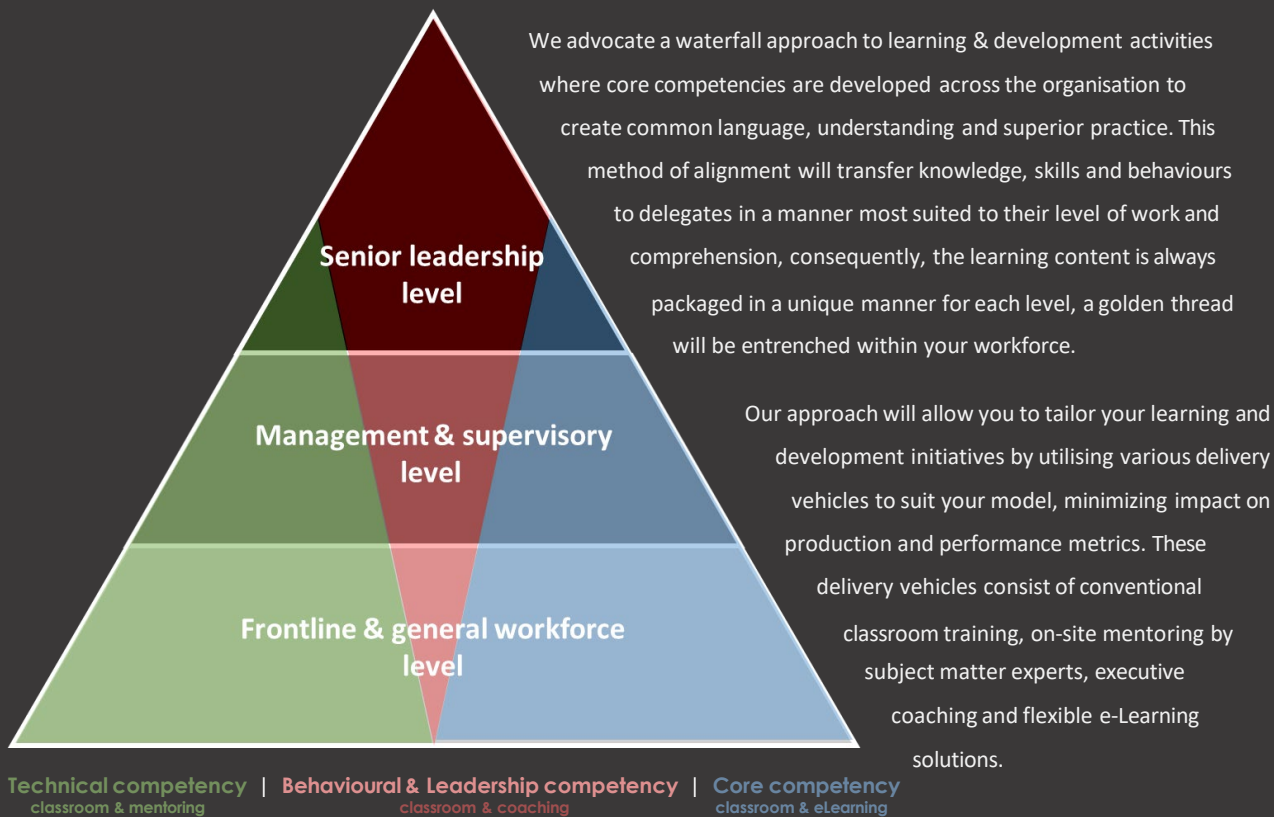 We advocate a waterfall approach to learning & development activities
where core competencies are developed across the organisation to
create common language, understanding and superior practice. This
method of alignment will transfer knowledge, skills and behaviours
to delegates in a manner most suited to their level of work and
comprehension, consequently, the learning content is always
packaged in a unique manner for each level, a golden thread
will be entrenched within your workforce.
Our approach will allow you to tailor your learning and
development initiatives by utilising various delivery
vehicles to suit your model, minimizing impact on
production and performance metrics. These
delivery vehicles consist of conventional
classroom training, on-site mentoring by
subject matter experts, executive
coaching and flexible e-Learning
solutions.
Senior leadership
level
Management & supervisory
level
Frontline & general workforce
level
Technical competency | Behavioural & Leadership competency | Core competency
classroom & mentoring classroom & coaching classroom & eLearning